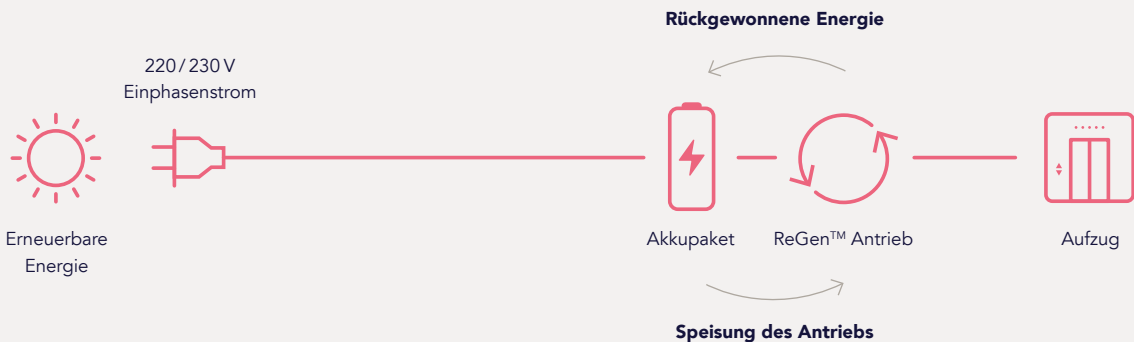 Rückgewonnene Energie
220 / 230 V
Einphasenstrom
Erneuerbare
Energie
Akkupaket
ReGen™ Antrieb
Aufzug
Speisung des Antriebs